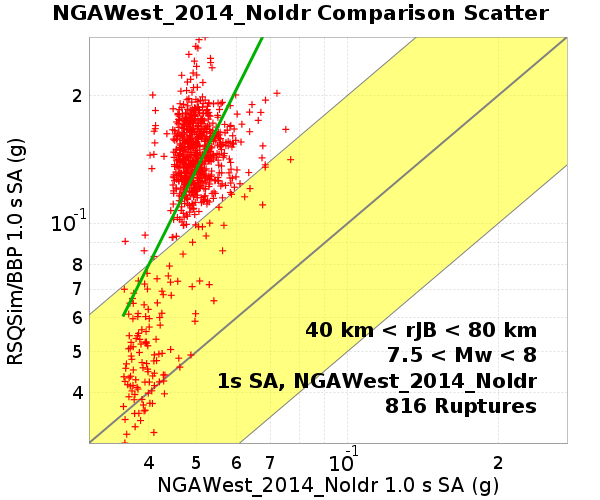 NGAWest_2014_NoIdr Comparison Scatter
RSQSim/BBP 1.0 s SA (g)
2
10⁻¹
8
7
6
5
4
40 km < rJB < 80 km
7.5 < Mw < 8
1s SA, NGAWest_2014_NoIdr
816 Ruptures
4 5 6 7 10⁻¹ 2
NGAWest_2014_NoIdr 1.0 s SA (g)